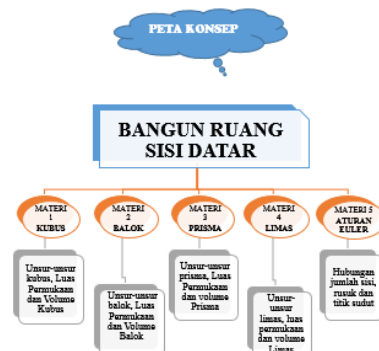 PETA KONSEP
BANGUN RUANG
SISI DATAR
MATERI
1
KUBUS
MATERI
2
BALOK
MATERI
3
PRISMA
MATERI
4
LIMAS
MATERI 5
ATURAN
EULER
Unsur-unsur
kubus, Luas
Permukaan
dan Volume
Kubus
Unsur-unsur
balok, Luas
Permukaan
dan Volume
Balok
Unsur-unsur
prisma, Luas
Permukaan
dan volume
Prisma
Unsur-
unsur
limas, luas
permukaan
dan volume
Limas
Hubungan
jumlah sisi,
rusuk dan
titik sudut